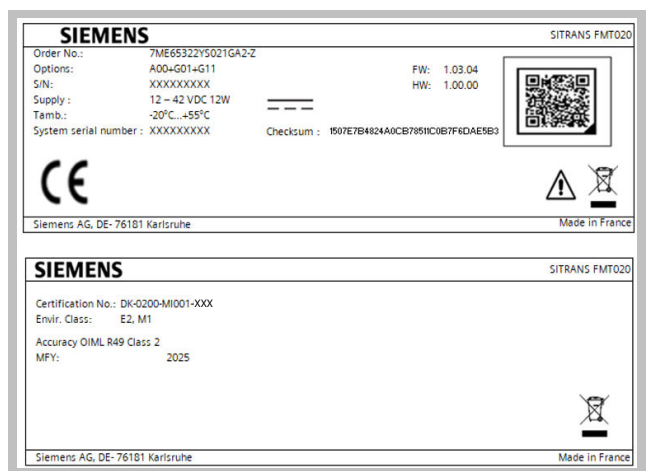 SIEMENS SITRANS FMT020
Order No.: 7ME65322YS021GA2-Z
Options: A00+G01+G11 FW: 1.03.04
S/N: XXXXXXXXX HW: 1.00.00
Supply : 12 – 42 VDC 12W
Tamb.: -20°C...+55°C
System serial number : XXXXXXXXX Checksum : 1507E7B4824A0CB78511C0B7F6DAE5B3
CE
Siemens AG, DE- 76181 Karlsruhe Made in France
SIEMENS SITRANS FMT020
Certification No.: DK-0200-MI001-XXX
Envir. Class: E2, M1
Accuracy OIML R49 Class 2
MFY: 2025
Siemens AG, DE- 76181 Karlsruhe Made in France